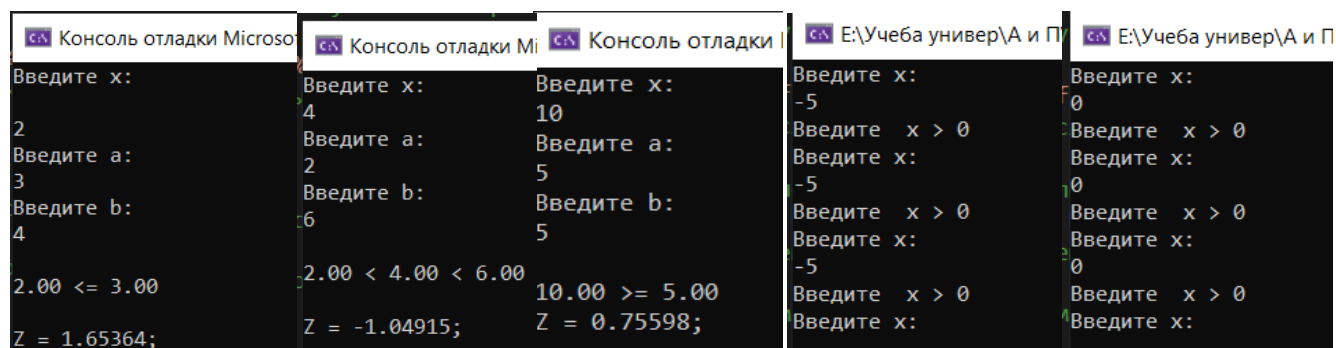 Консоль отладки Microso
Введите x:
2
Введите a:
3
Введите b:
4
2.00 <= 3.00
Z = 1.65364;
Консоль отладки Mi
Введите x:
4
Введите a:
2
Введите b:
6
2.00 < 4.00 < 6.00
Z = -1.04915;
Консоль отладки
Введите x:
10
Введите a:
5
Введите b:
5
10.00 >= 5.00
Z = 0.75598;
E:\Учеба универ\А и П
Введите x:
-5
Введите  x > 0
Введите x:
-5
Введите  x > 0
Введите x:
-5
Введите  x > 0
Введите x:
E:\Учеба универ\А и П
Введите x:
0
Введите  x > 0
Введите x:
0
Введите  x > 0
Введите x:
0
Введите  x > 0
Введите x: